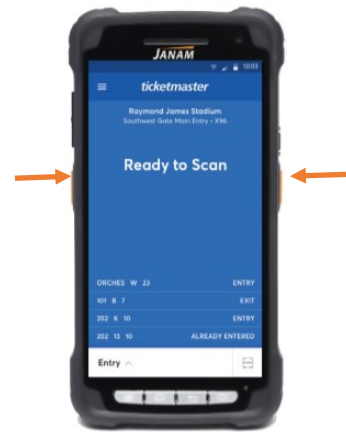 JANAM
10:03
ticketmaster
Raymond James Stadium
Southwest Gate Main Entry - X96
Ready to Scan
ORCHES W 23 ENTRY
101 B 7 EXIT
202 K 10 ENTRY
202 13 10 ALREADY ENTERED
Entry